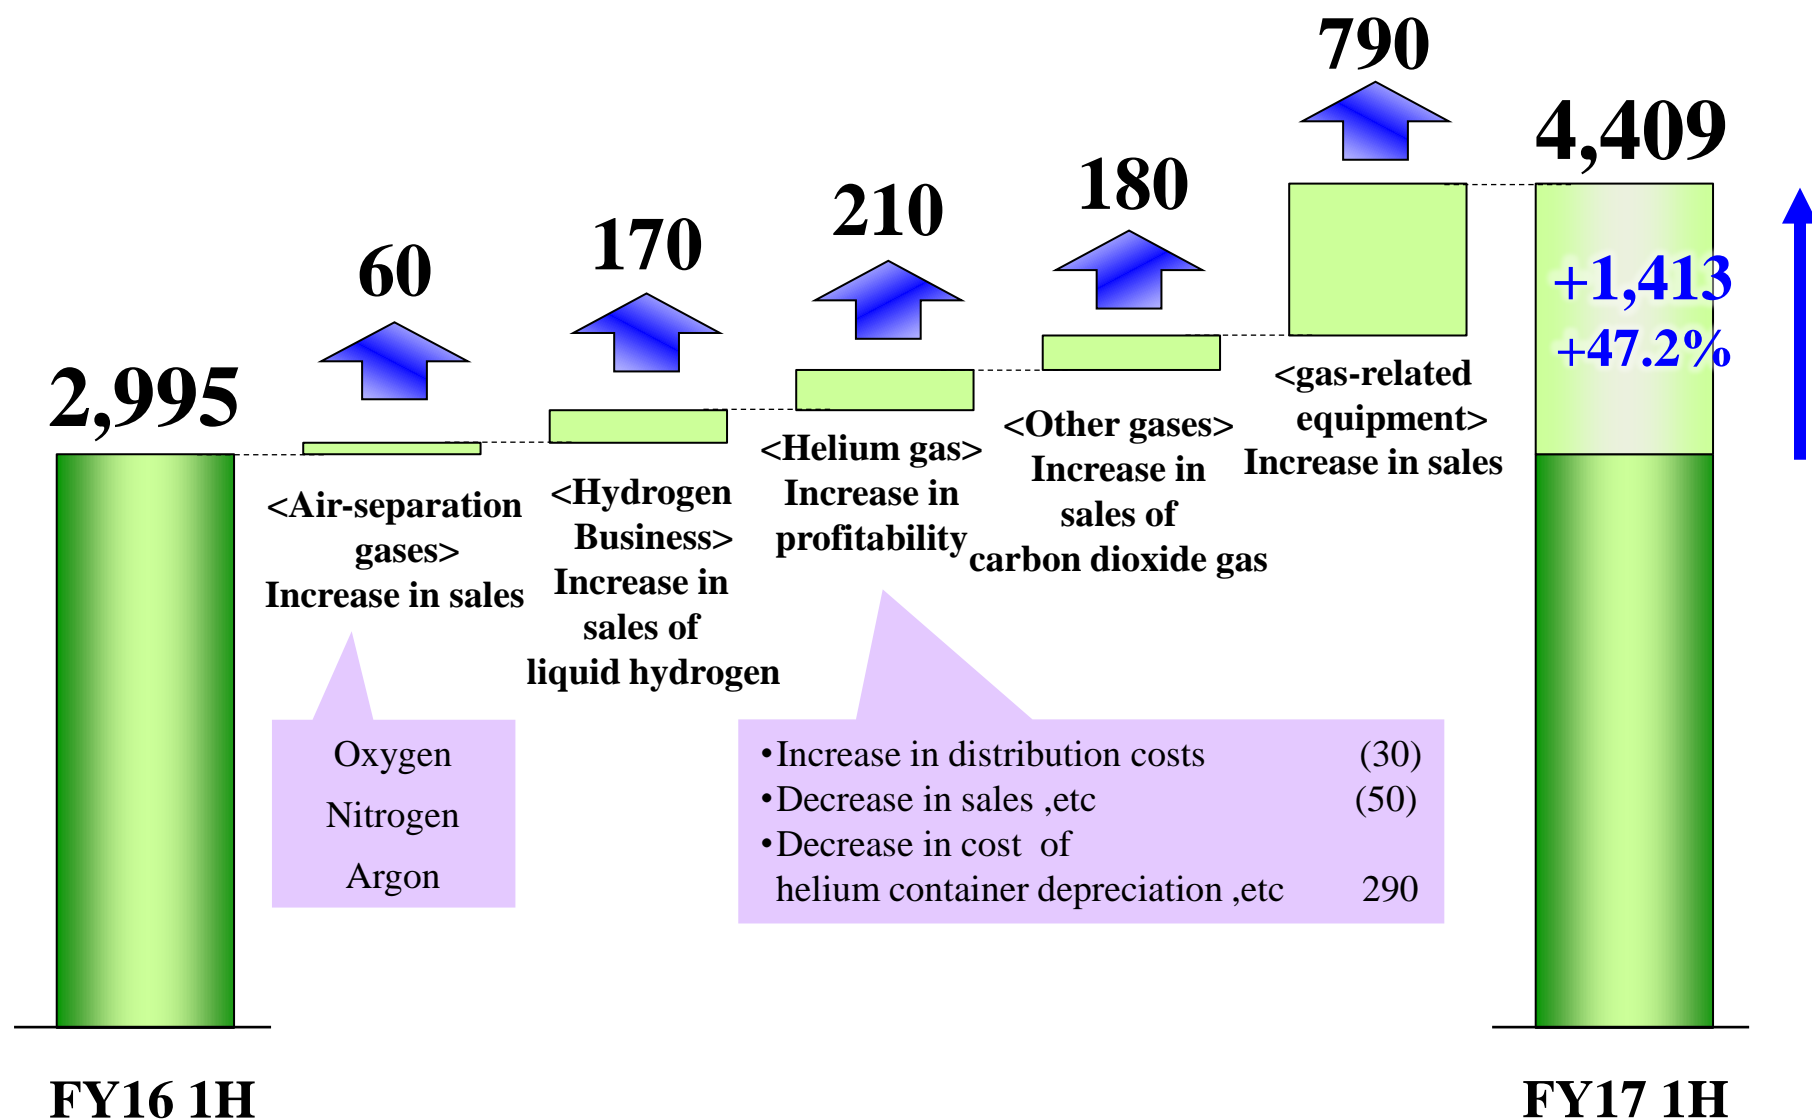 2,995
FY16 1H
60
<Air-separation
gases>
Increase in sales
Oxygen
Nitrogen
Argon
170
<Hydrogen
Business>
Increase in
sales of
liquid hydrogen
210
<Helium gas>
Increase in
profitability
•Increase in distribution costs (30)
•Decrease in sales ,etc (50)
•Decrease in cost of
helium container depreciation ,etc 290
180
<Other gases>
Increase in
sales of
carbon dioxide gas
790
<gas-related
equipment>
Increase in sales
4,409
+1,413
+47.2%
FY17 1H